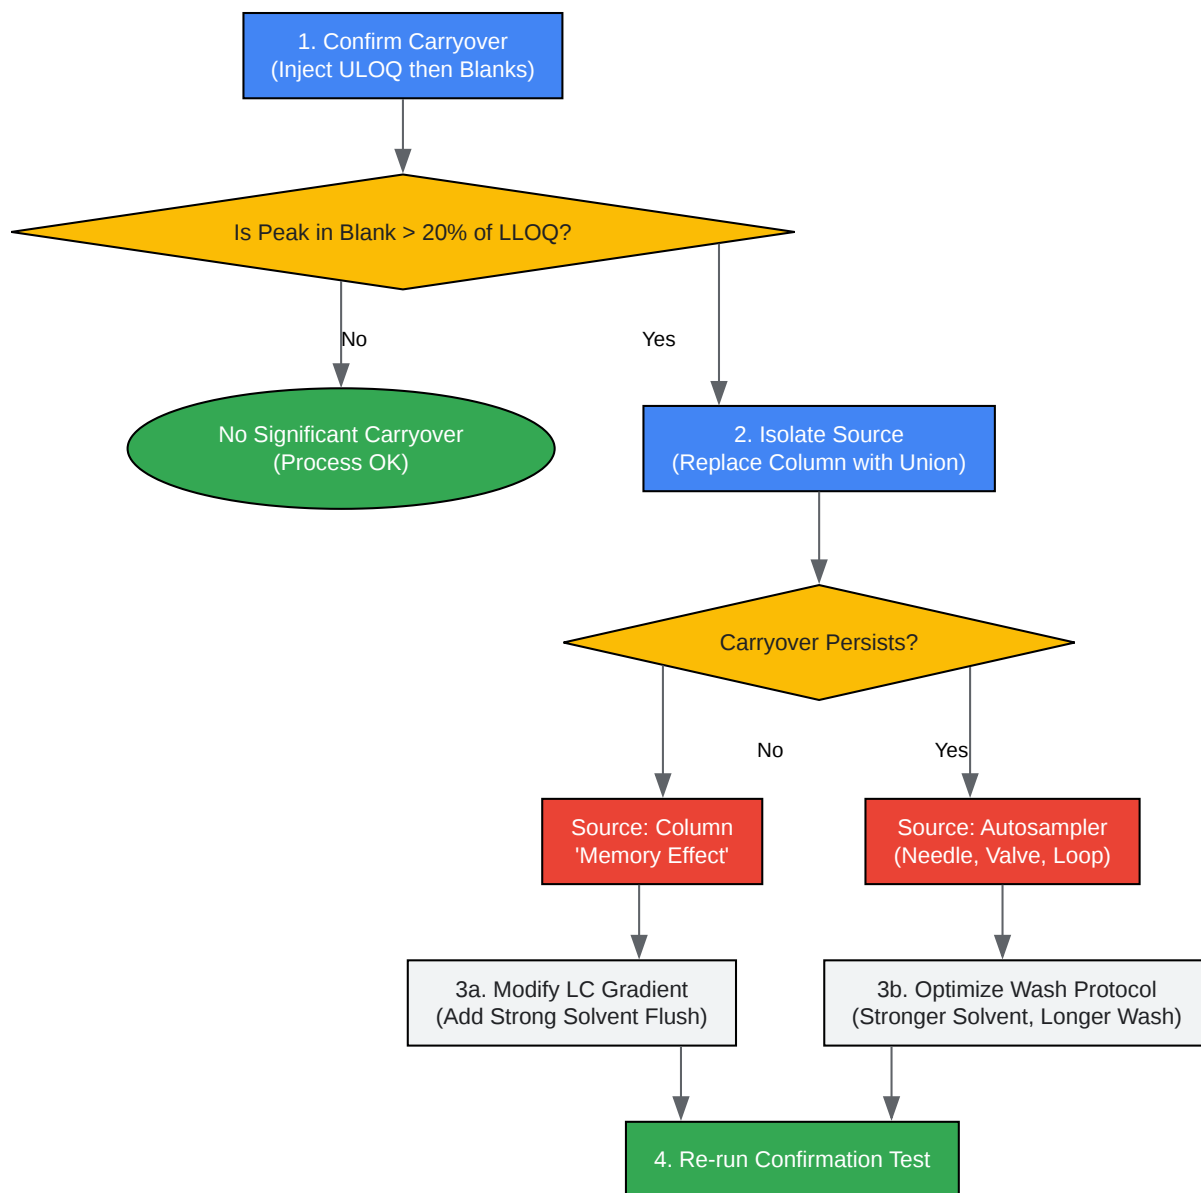 1. Confirm Carryover
(Inject ULOQ then Blanks)
Is Peak in Blank > 20% of LLOQ?
No
Yes
No Significant Carryover
(Process OK)
2. Isolate Source
(Replace Column with Union)
Carryover Persists?
No
Yes
Source: Column
'Memory Effect'
Source: Autosampler
(Needle, Valve, Loop)
3a. Modify LC Gradient
(Add Strong Solvent Flush)
3b. Optimize Wash Protocol
(Stronger Solvent, Longer Wash)
4. Re-run Confirmation Test